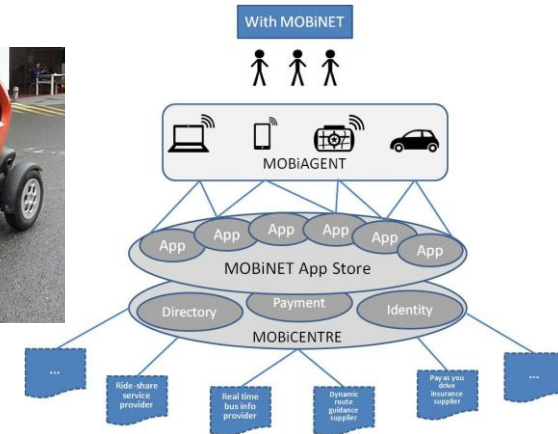 With MOBiNET
MOBiAGENT
App
App
App
App
App
App
MOBiNET App Store
Directory
Payment
Identity
MOBiCENTRE
...
Ride-share
service
provider
Real time
bus info
provider
Dynamic
route
guidance
supplier
Pay as you
drive
insurance
supplier
...